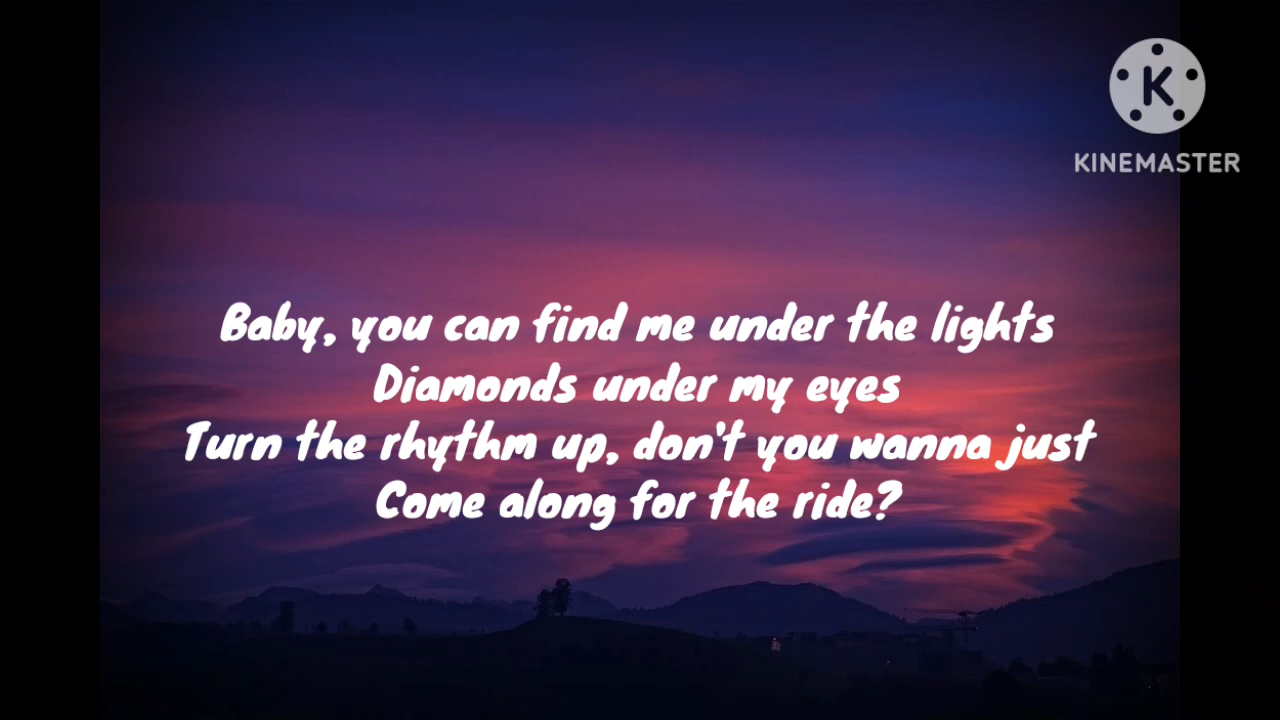 K
KINEMASTER
Baby, you can find me under the lights
Diamonds under my eyes
Turn the rhythm up, don't you wanna just
Come along for the ride?